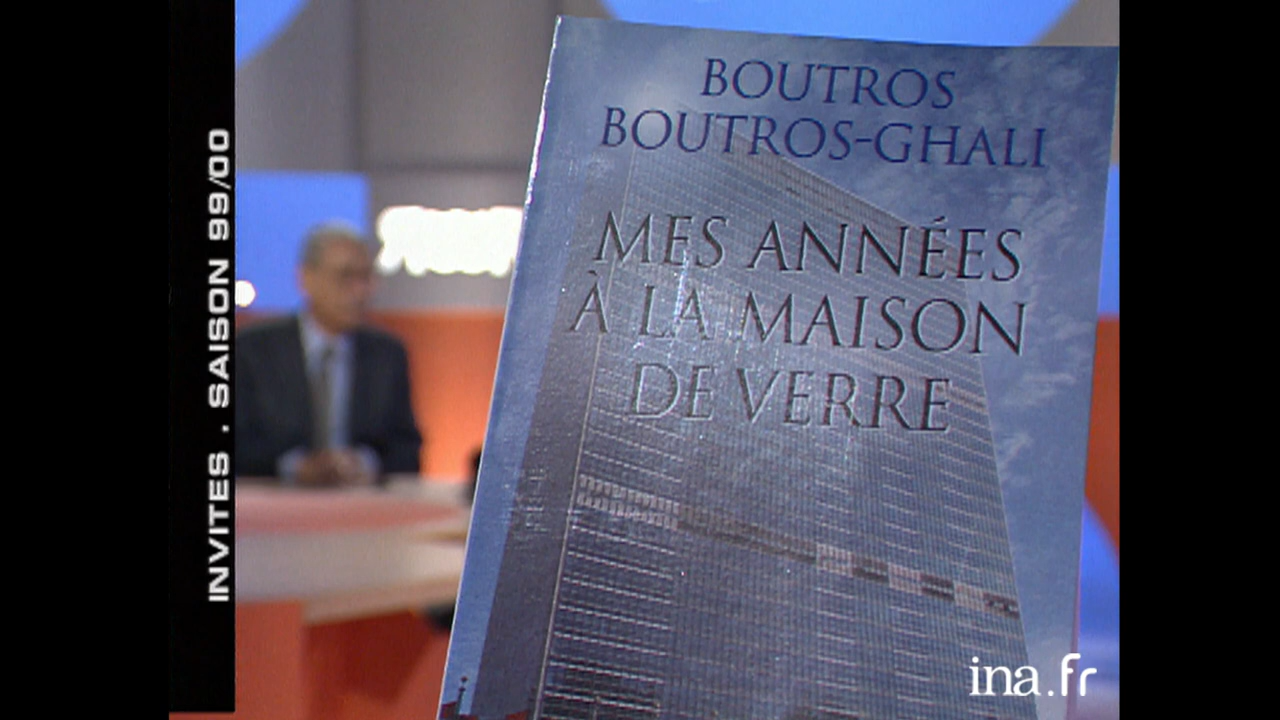 INVITES . SAISON 99/00
BOUTROS
BOUTROS-GHALI
MES ANNÉES
À LA MAISON
DE VERRE
ina.fr